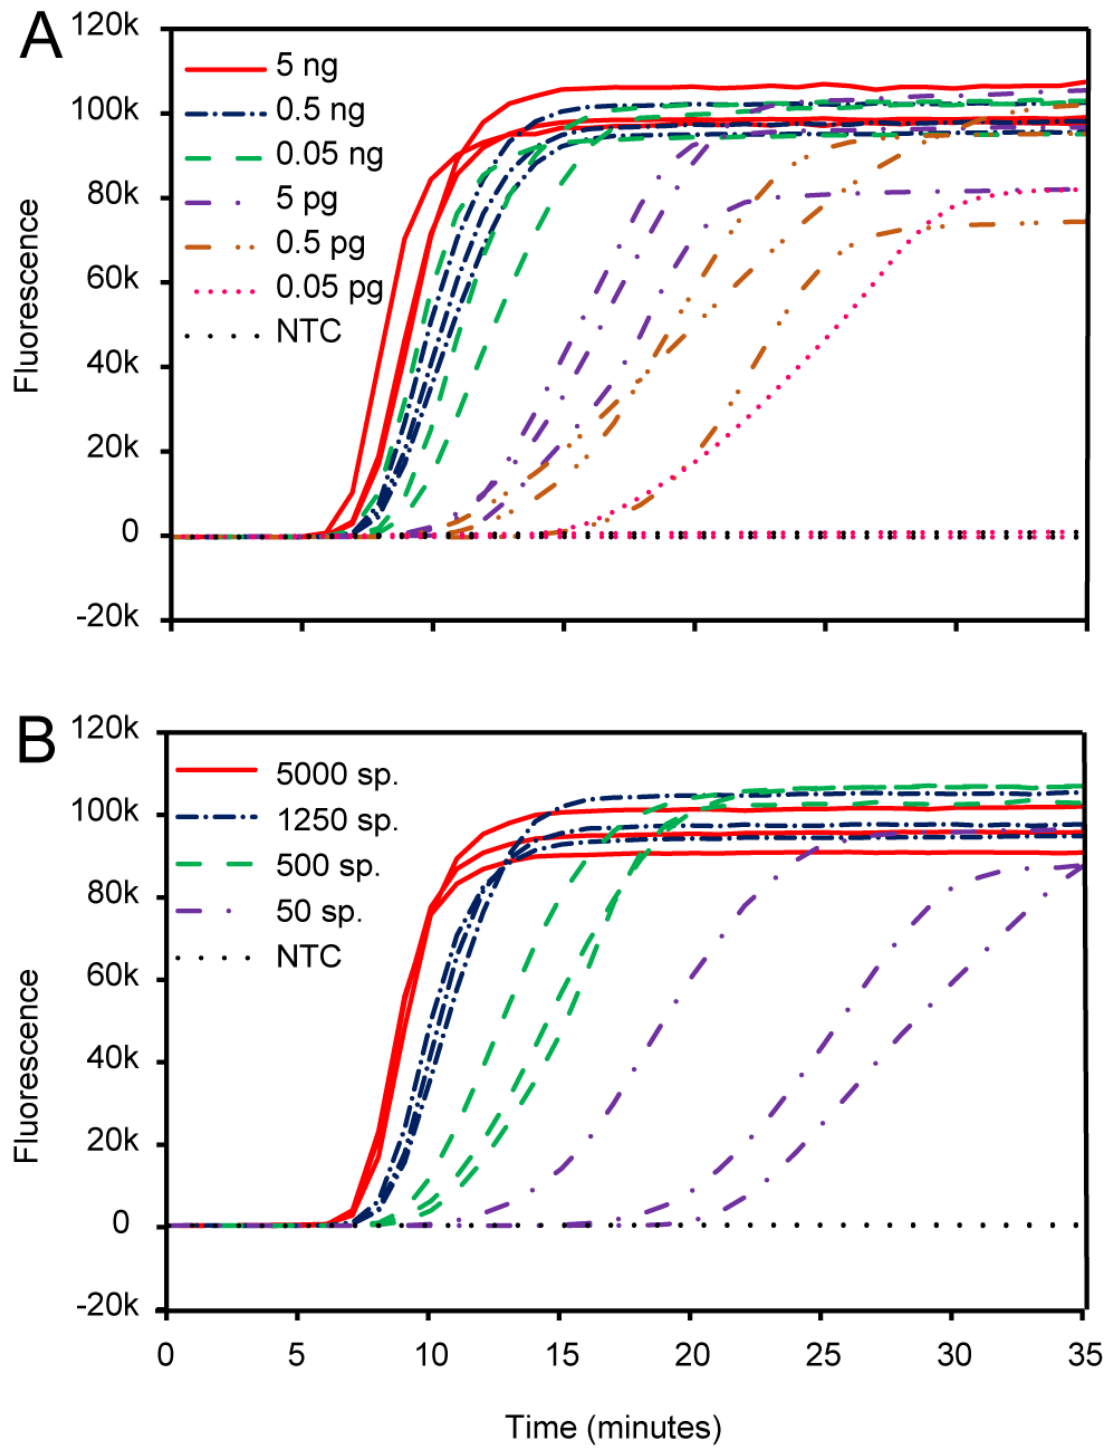 A
120k
100k
80k
60k
40k
20k
0
-20k
Fluorescence
5 ng
0.5 ng
0.05 ng
5 pg
0.5 pg
0.05 pg
NTC
B
120k
100k
80k
60k
40k
20k
0
-20k
Fluorescence
5000 sp.
1250 sp.
500 sp.
50 sp.
NTC
0 5 10 15 20 25 30 35
Time (minutes)